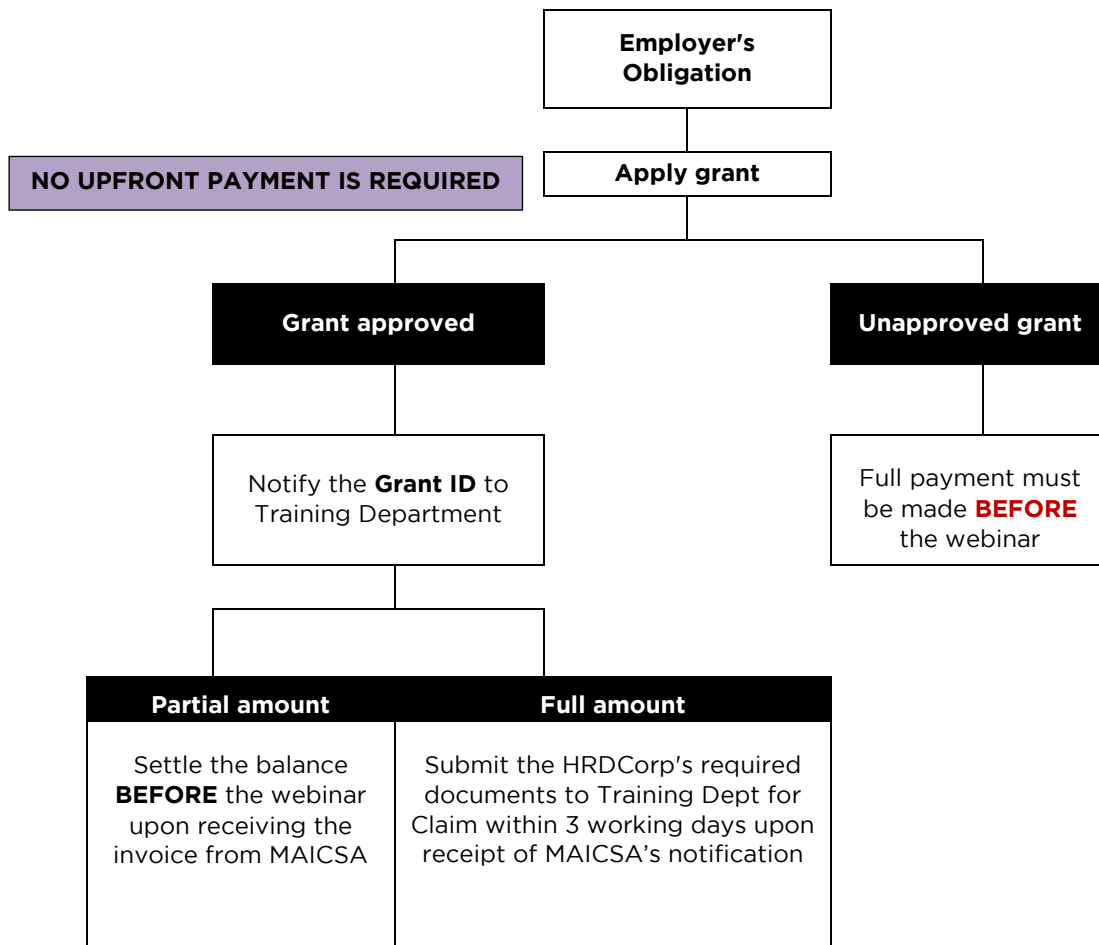 Employer's
Obligation
NO UPFRONT PAYMENT IS REQUIRED
Apply grant
Grant approved
Unapproved grant
Notify the Grant ID to
Training Department
Full payment must
be made BEFORE
the webinar
Partial amount
Full amount
Settle the balance
BEFORE the webinar
upon receiving the
invoice from MAICSA
Submit the HRDCorp's required
documents to Training Dept for
Claim within 3 working days upon
receipt of MAICSA’s notification